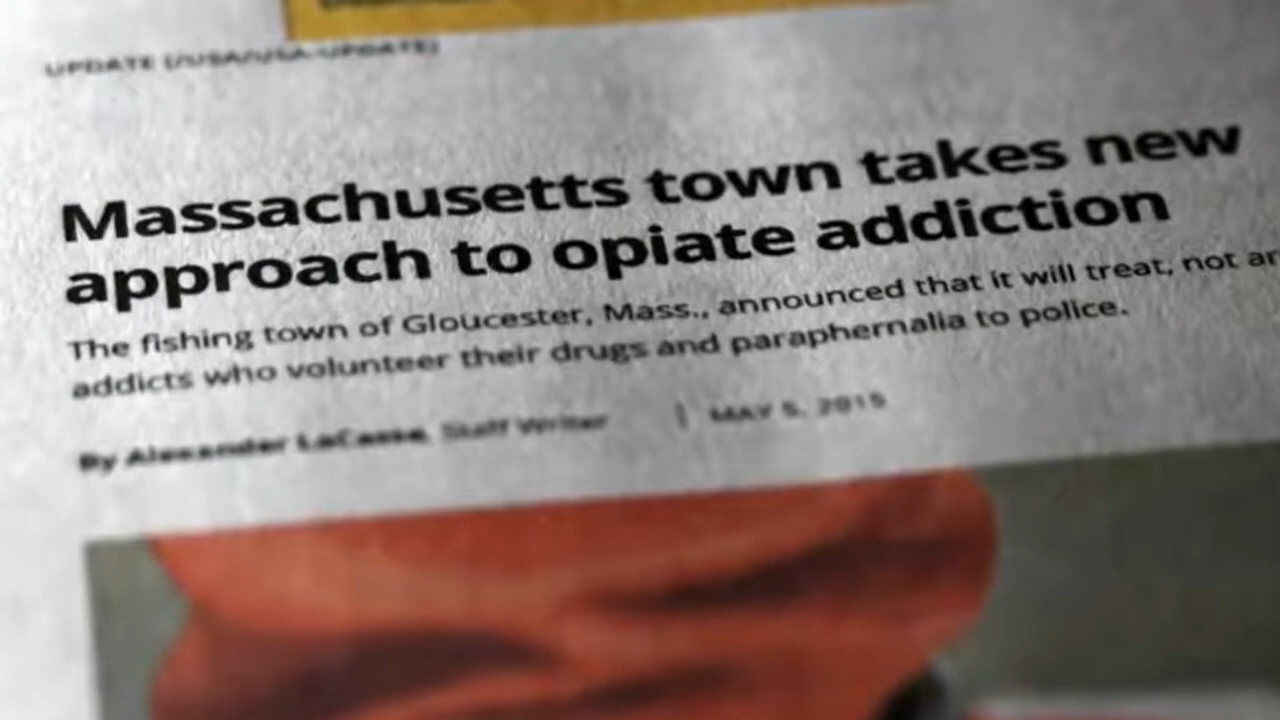 UPDATE (/USA/USA-UPDATE)
Massachusetts town takes new
approach to opiate addiction
The fishing town of Gloucester, Mass., announced that it will treat, not ar
addicts who volunteer their drugs and paraphernalia to police.
By Alexander LaCasse, Staff Writer | MAY 5, 2015